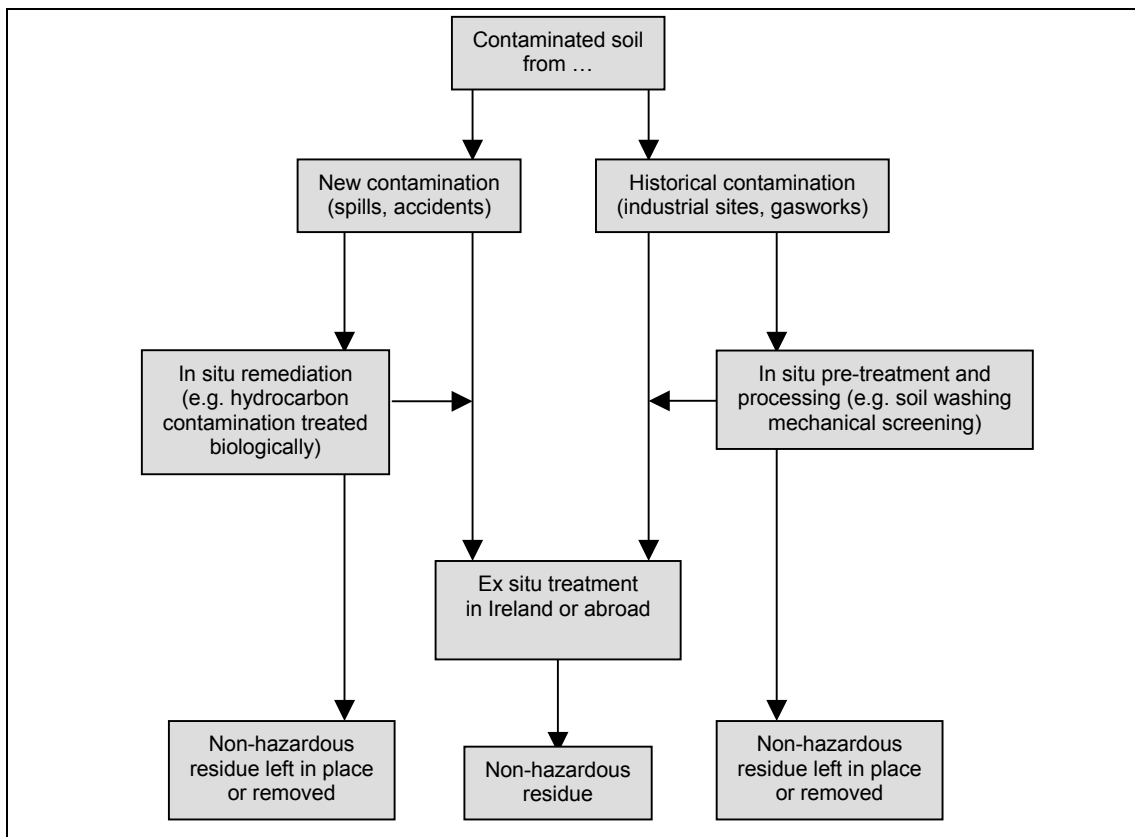 Contaminated soil
from …
New contamination
(spills, accidents)
Historical contamination
(industrial sites, gasworks)
In situ remediation
(e.g. hydrocarbon
contamination treated
biologically)
In situ pre-treatment and
processing (e.g. soil washing
mechanical screening)
Ex situ treatment
in Ireland or abroad
Non-hazardous
residue left in place
or removed
Non-hazardous
residue
Non-hazardous
residue left in place
or removed